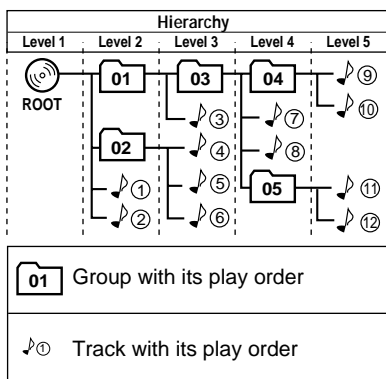 Hierarchy
Level 1 Level 2 Level 3 Level 4 Level 5
01 03 04 ⑨
ROOT
⑩
③ ⑦
02 ④ ⑧
① ⑤ 05 ⑪
② ⑥ ⑫
01 Group with its play order
① Track with its play order